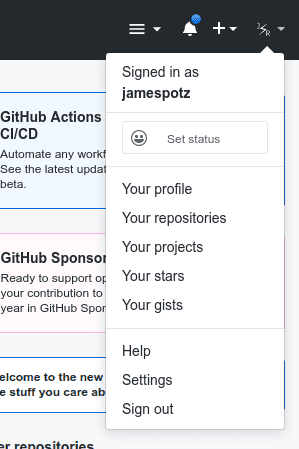 Signed in as
jamespotz
Set status
Your profile
Your repositories
Your projects
Your stars
Your gists
Help
Settings
Sign out
GitHub Actions
CI/CD
Automate any workf
See the latest updat
beta.
GitHub Sponsor
Ready to support op
your contribution to
year in GitHub Spor
elcome to the new
e stuff you care ab
er repositories